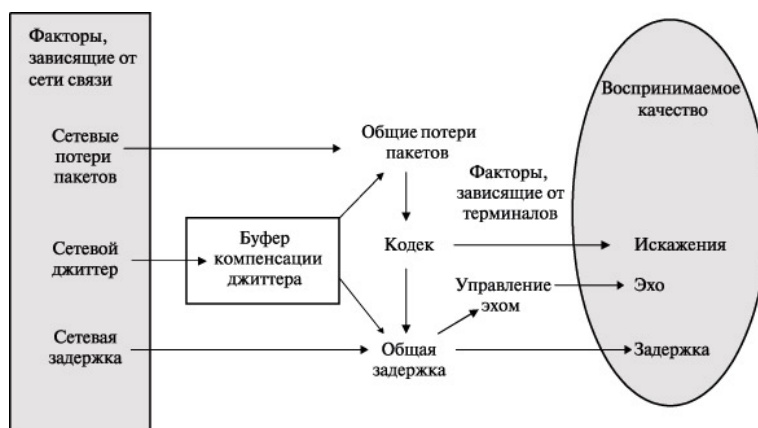 Факторы,
зависящие от
сети связи
Сетевые
потери
пакетов
Сетевой
джиттер
Сетевая
задержка
Буфер
компенсации
джиттера
Общие потери
пакетов
Кодек
Общая
задержка
Факторы,
зависящие от
терминалов
Управление
эхом
Воспринимаемое
качество
Искажения
Эхо
Задержка